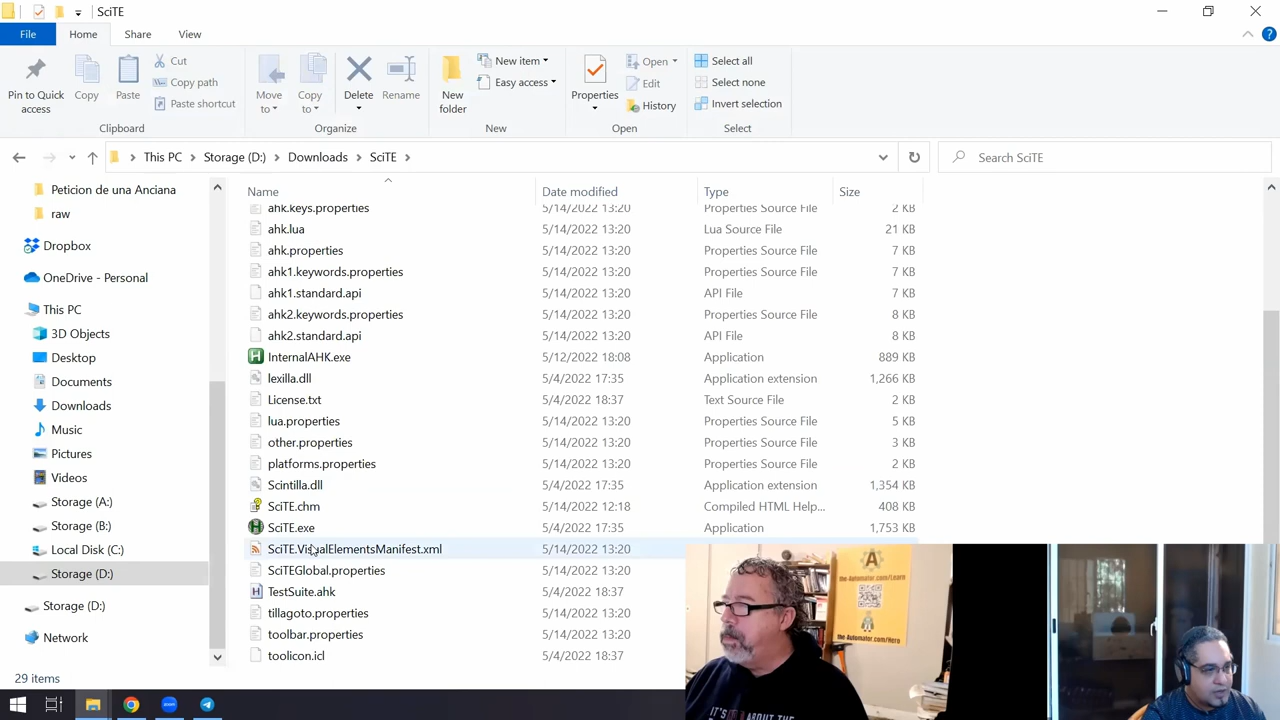 SciTE
File Home Share View
Pin to Quick access
Copy
Paste
Cut
Copy path
Paste shortcut
Clipboard
Move to
Copy to
Delete
Rename
Organize
New folder
New item
Easy access
New
Properties
Open
Edit
History
Open
Select all
Select none
Invert selection
Select
This PC > Storage (D:) > Downloads > SciTE >
Search SciTE
Peticion de una Anciana
raw
Dropbox
OneDrive - Personal
This PC
3D Objects
Desktop
Documents
Downloads
Music
Pictures
Videos
Storage (A:)
Storage (B:)
Local Disk (C:)
Storage (D:)
Storage (D:)
Network
Name Date modified Type Size
ahk.keys.properties 5/14/2022 13:20 Properties Source File 2 KB
ahk.lua 5/14/2022 13:20 Lua Source File 21 KB
ahk.properties 5/14/2022 13:20 Properties Source File 7 KB
ahk1.keywords.properties 5/14/2022 13:20 Properties Source File 7 KB
ahk1.standard.api 5/14/2022 13:20 API File 7 KB
ahk2.keywords.properties 5/14/2022 13:20 Properties Source File 8 KB
ahk2.standard.api 5/14/2022 13:20 API File 8 KB
InternalAHK.exe 5/12/2022 18:08 Application 889 KB
lexilla.dll 5/4/2022 17:35 Application extension 1,266 KB
License.txt 5/4/2022 18:37 Text Source File 2 KB
lua.properties 5/14/2022 13:20 Properties Source File 5 KB
other.properties 5/14/2022 13:20 Properties Source File 3 KB
platforms.properties 5/14/2022 13:20 Properties Source File 2 KB
Scintilla.dll 5/4/2022 17:35 Application extension 1,354 KB
SciTE.chm 5/14/2022 12:18 Compiled HTML Help... 408 KB
SciTE.exe 5/4/2022 17:35 Application 1,753 KB
SciTE.VisualElementsManifest.xml 5/14/2022 13:20
SciTEGlobal.properties 5/14/2022 13:20
TestSuite.ahk 5/4/2022 18:37
tillagoto.properties 5/14/2022 13:20
toolbar.properties 5/14/2022 13:20
toolicon.icl 5/4/2022 18:37
29 items
the-Automator.com/Learn
the-Automator.com/Hero
IT'S ABOUT THE
zoom